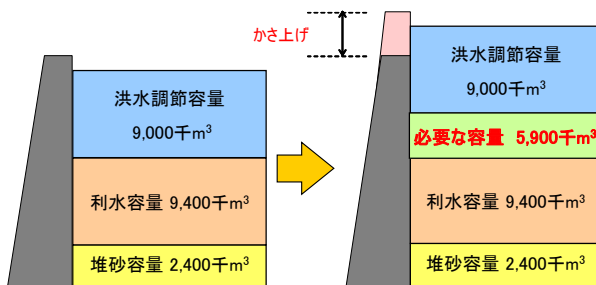 かさ上げ
洪水調節容量
9,000千m³
利水容量 9,400千m³
堆砂容量 2,400千m³
洪水調節容量
9,000千m³
必要な容量 5,900千m³
利水容量 9,400千m³
堆砂容量 2,400千m³